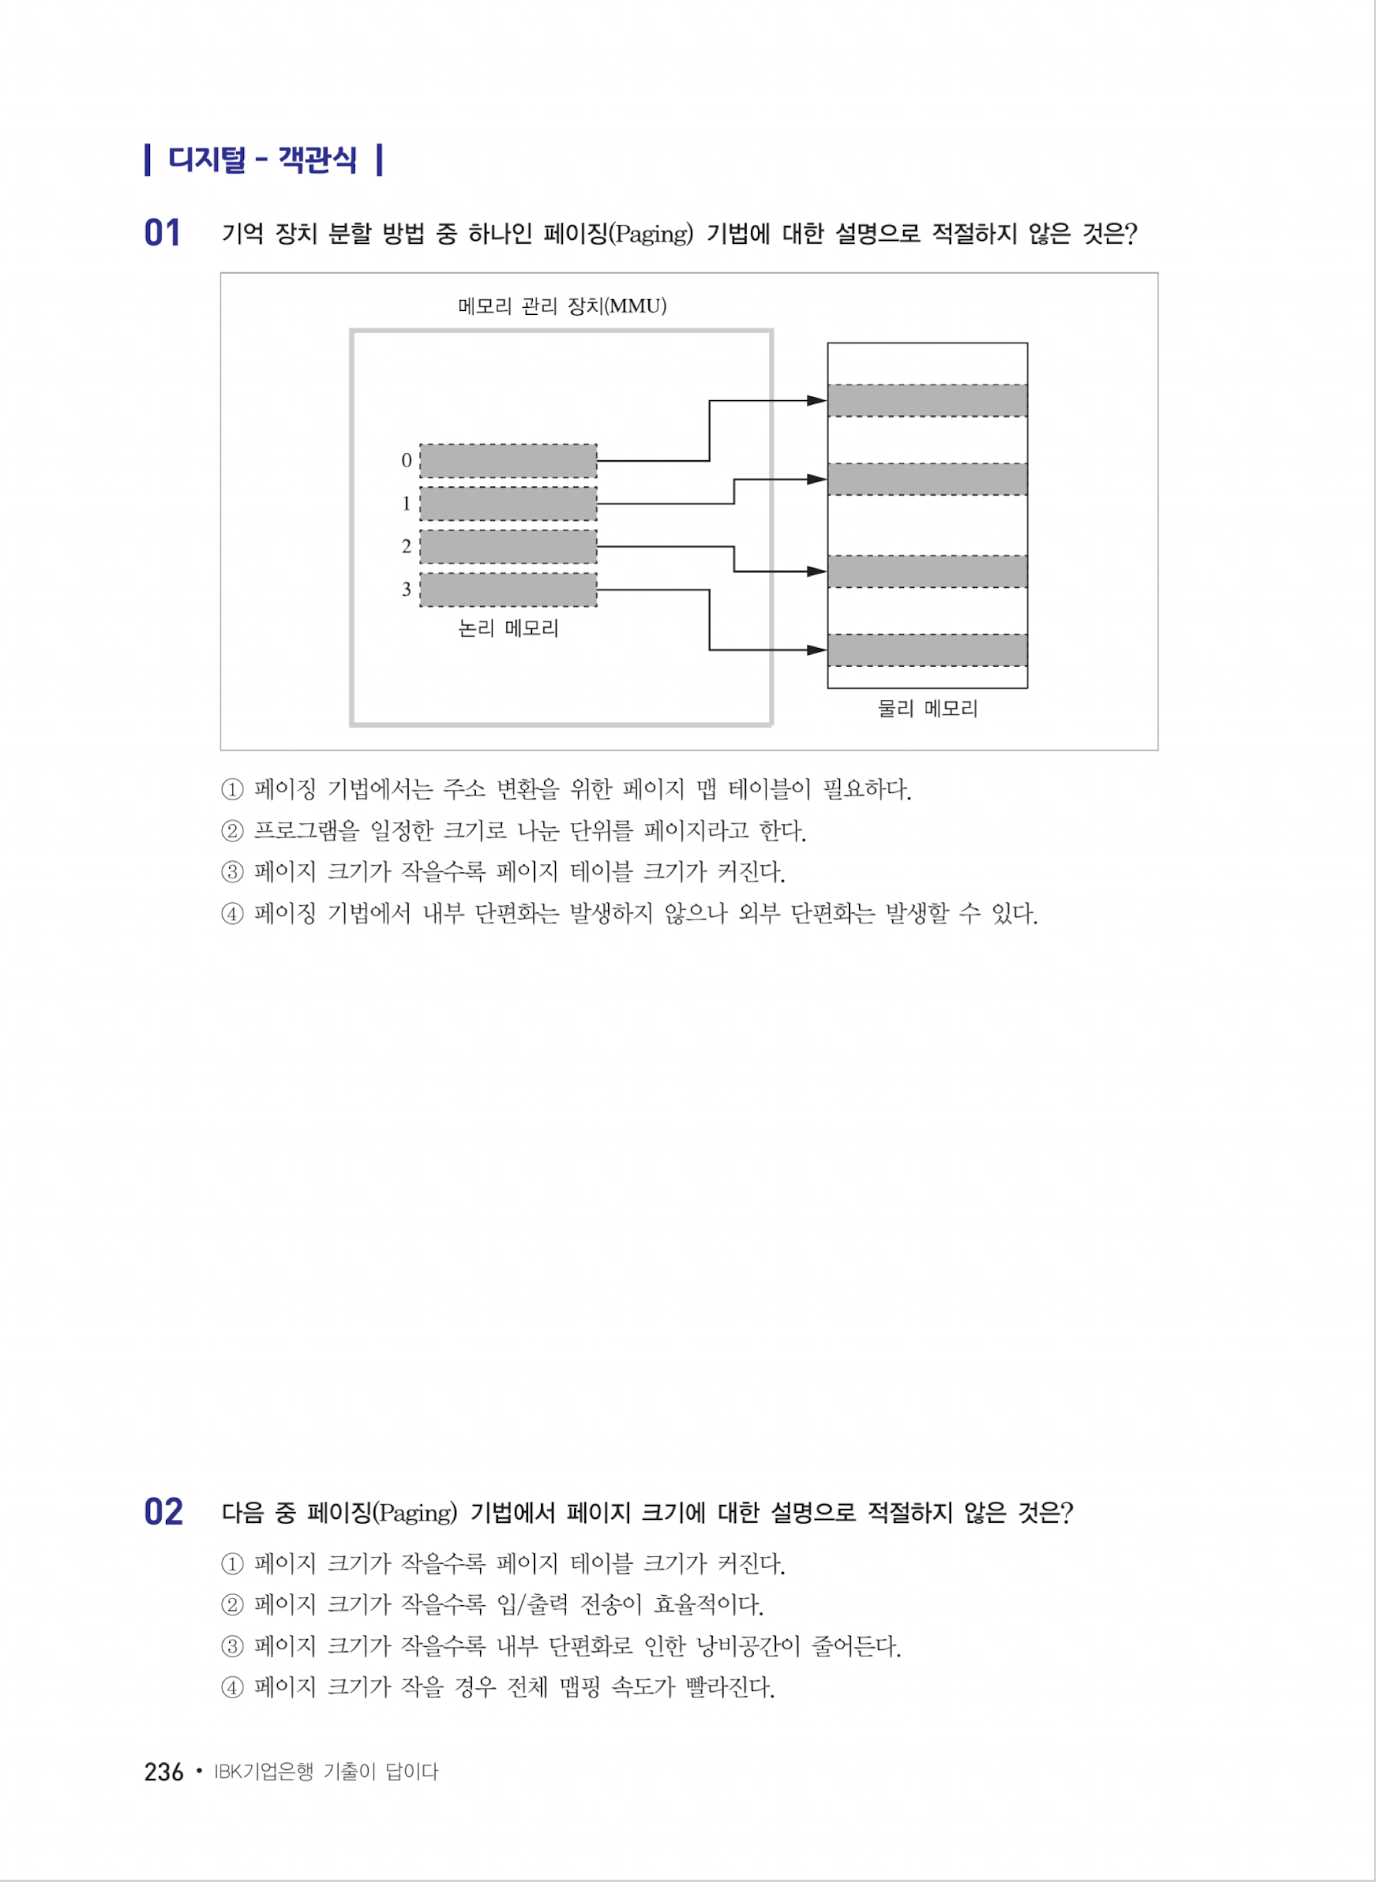 디지털 - 객관식
01 기억 장치 분할 방법 중 하나인 페이징(Paging) 기법에 대한 설명으로 적절하지 않은 것은?
메모리 관리 장치(MMU)
0
1
2
3
논리 메모리
물리 메모리
① 페이징 기법에서는 주소 변환을 위한 페이지 맵 테이블이 필요하다.
② 프로그램을 일정한 크기로 나눈 단위를 페이지라고 한다.
③ 페이지 크기가 작을수록 페이지 테이블 크기가 커진다.
④ 페이징 기법에서 내부 단편화는 발생하지 않으나 외부 단편화는 발생할 수 있다.
02 다음 중 페이징(Paging) 기법에서 페이지 크기에 대한 설명으로 적절하지 않은 것은?
① 페이지 크기가 작을수록 페이지 테이블 크기가 커진다.
② 페이지 크기가 작을수록 입/출력 전송이 효율적이다.
③ 페이지 크기가 작을수록 내부 단편화로 인한 낭비공간이 줄어든다.
④ 페이지 크기가 작을 경우 전체 맵핑 속도가 빨라진다.
236 • IBK기업은행 기출이 답이다